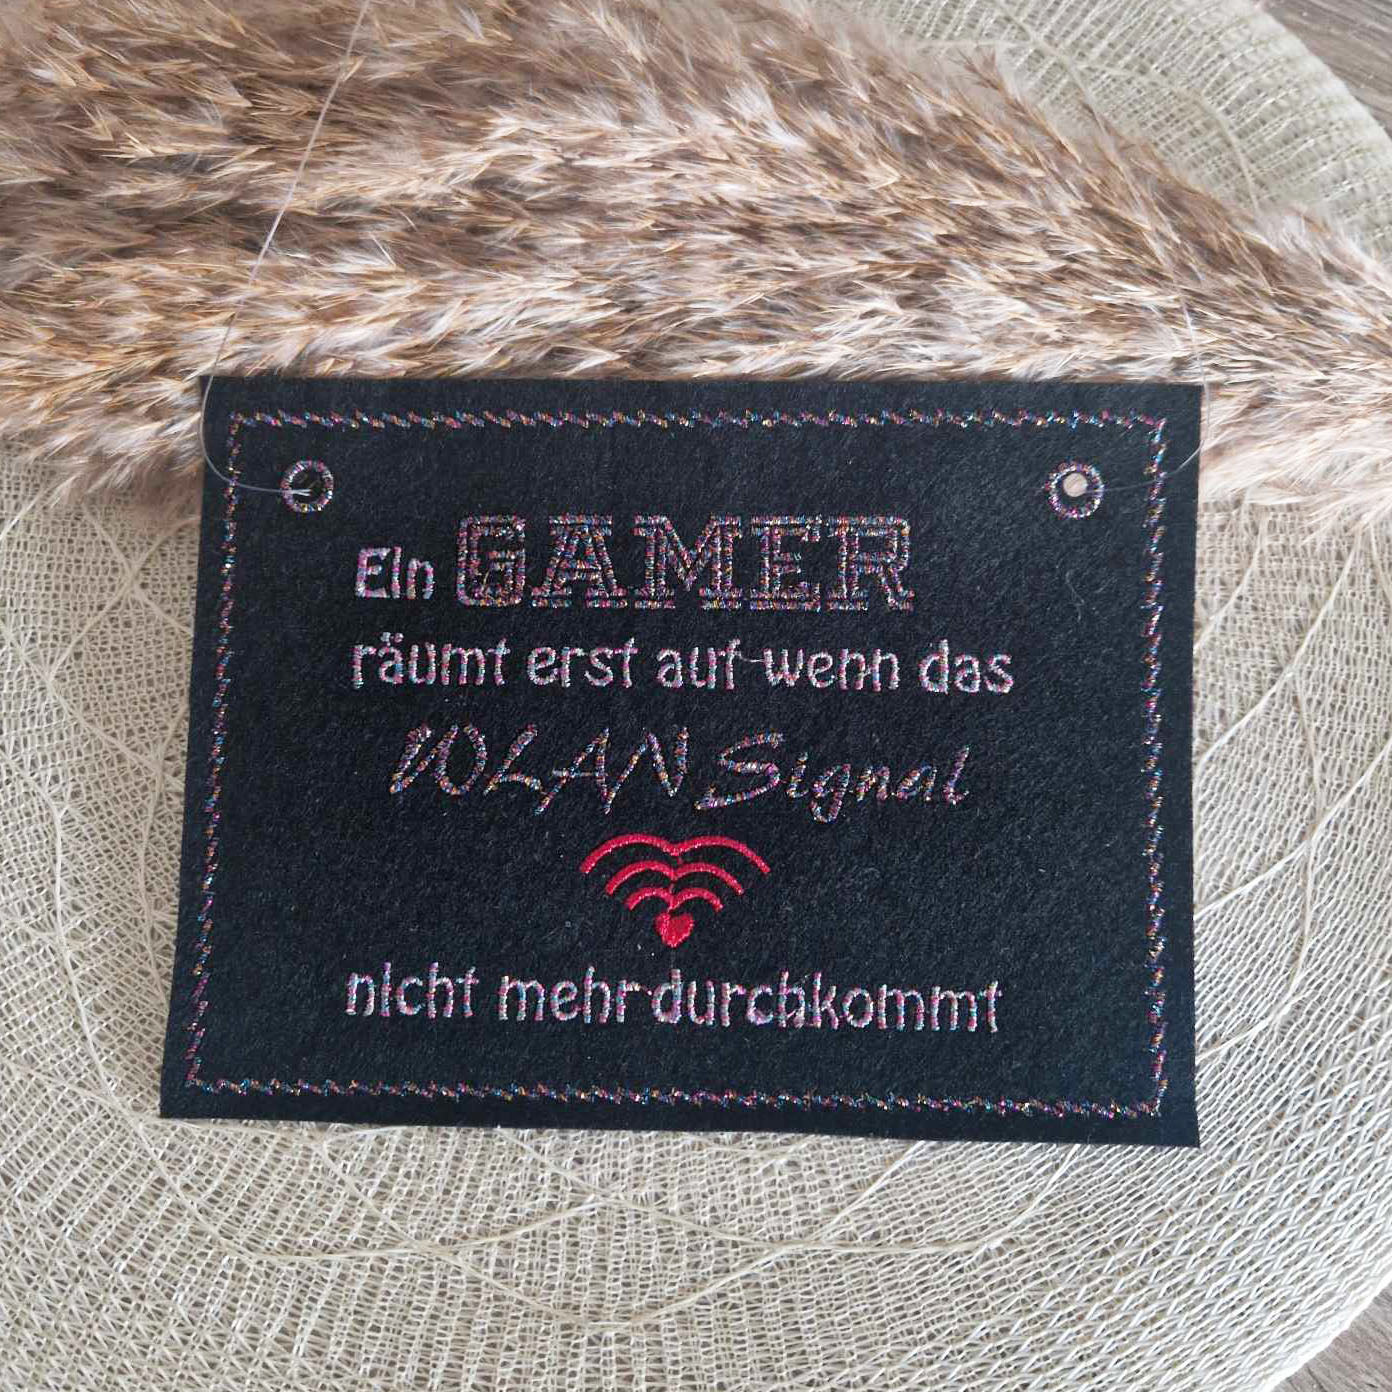 Ein GAMER
räumt erst auf wenn das
WLAN Signal
nicht mehr durchkommt